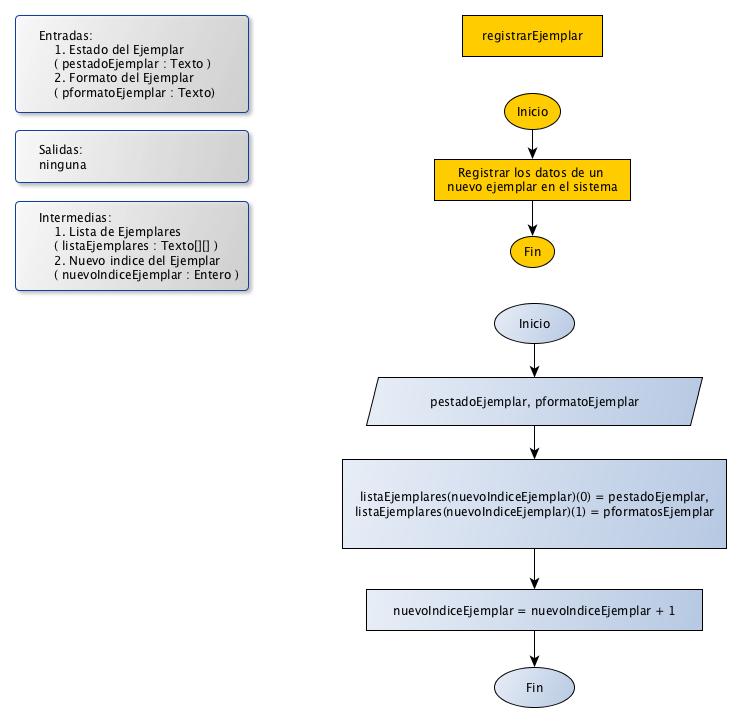 Entradas:
1. Estado del Ejemplar
( pestadoEjemplar : Texto )
2. Formato del Ejemplar
( pformatoEjemplar : Texto)
Salidas:
ninguna
Intermedias:
1. Lista de Ejemplares
( listaEjemplares : Texto[][] )
2. Nuevo indice del Ejemplar
( nuevoIndiceEjemplar : Entero )
registrarEjemplar
Inicio
Registrar los datos de un
nuevo ejemplar en el sistema
Fin
Inicio
pestadoEjemplar, pformatoEjemplar
listaEjemplares(nuevoIndiceEjemplar)(0) = pestadoEjemplar,
listaEjemplares(nuevoIndiceEjemplar)(1) = pformatosEjemplar
nuevoIndiceEjemplar = nuevoIndiceEjemplar + 1
Fin